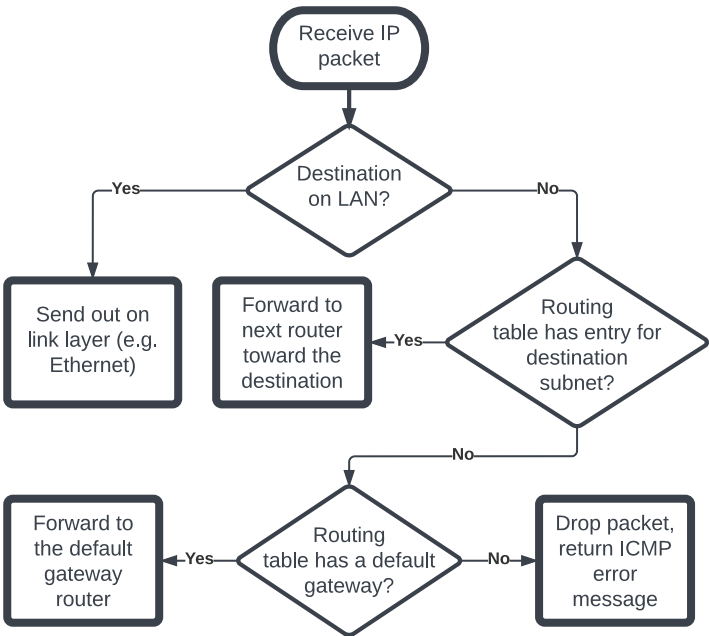 Receive IP
packet
Destination
on LAN?
Yes
No
Send out on
link layer (e.g.
Ethernet)
Forward to
next router
toward the
destination
Yes
Routing
table has entry for
destination
subnet?
No
Forward to
the default
gateway
router
Yes
Routing
table has a default
gateway?
No
Drop packet,
return ICMP
error
message